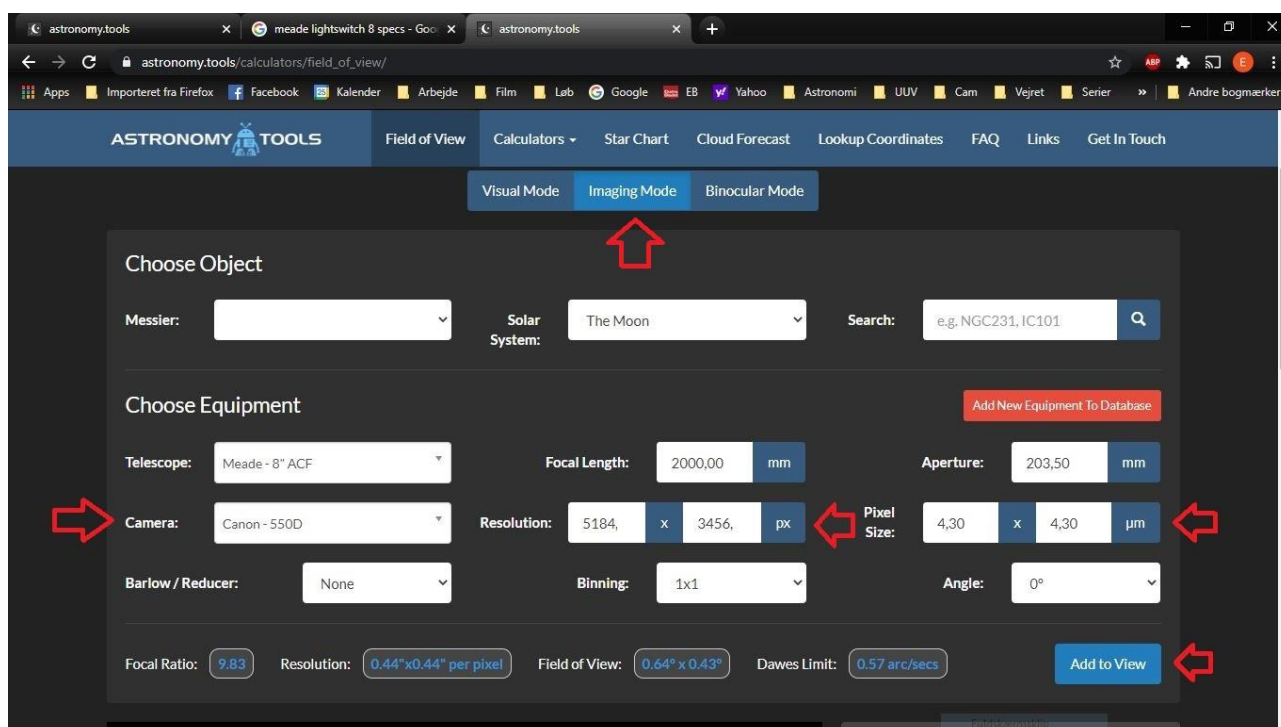 astronomy.tools
meade lightswitch 8 specs - Goo
astronomy.tools
astronomy.tools/calculators/field_of_view/
ABP
E
Apps Importeret fra Firefox Facebook Kalender Arbejde Film Løb Google EB Yahoo Astronomi UUV Cam Vejret Serier » Andre bogmærker
ASTRONOMY TOOLS Field of View Calculators Star Chart Cloud Forecast Lookup Coordinates FAQ Links Get In Touch
Visual Mode Imaging Mode Binocular Mode
Choose Object
Messier: Solar System: The Moon Search: e.g. NGC231, IC101
Choose Equipment Add New Equipment To Database
Telescope: Meade - 8" ACF Focal Length: 2000,00 mm Aperture: 203,50 mm
Camera: Canon - 550D Resolution: 5184, x 3456, px Pixel Size: 4,30 x 4,30 µm
Barlow / Reducer: None Binning: 1x1 Angle: 0°
Focal Ratio: 9.83 Resolution: 0.44"x0.44" per pixel Field of View: 0.64° x 0.43° Dawes Limit: 0.57 arc/secs Add to View